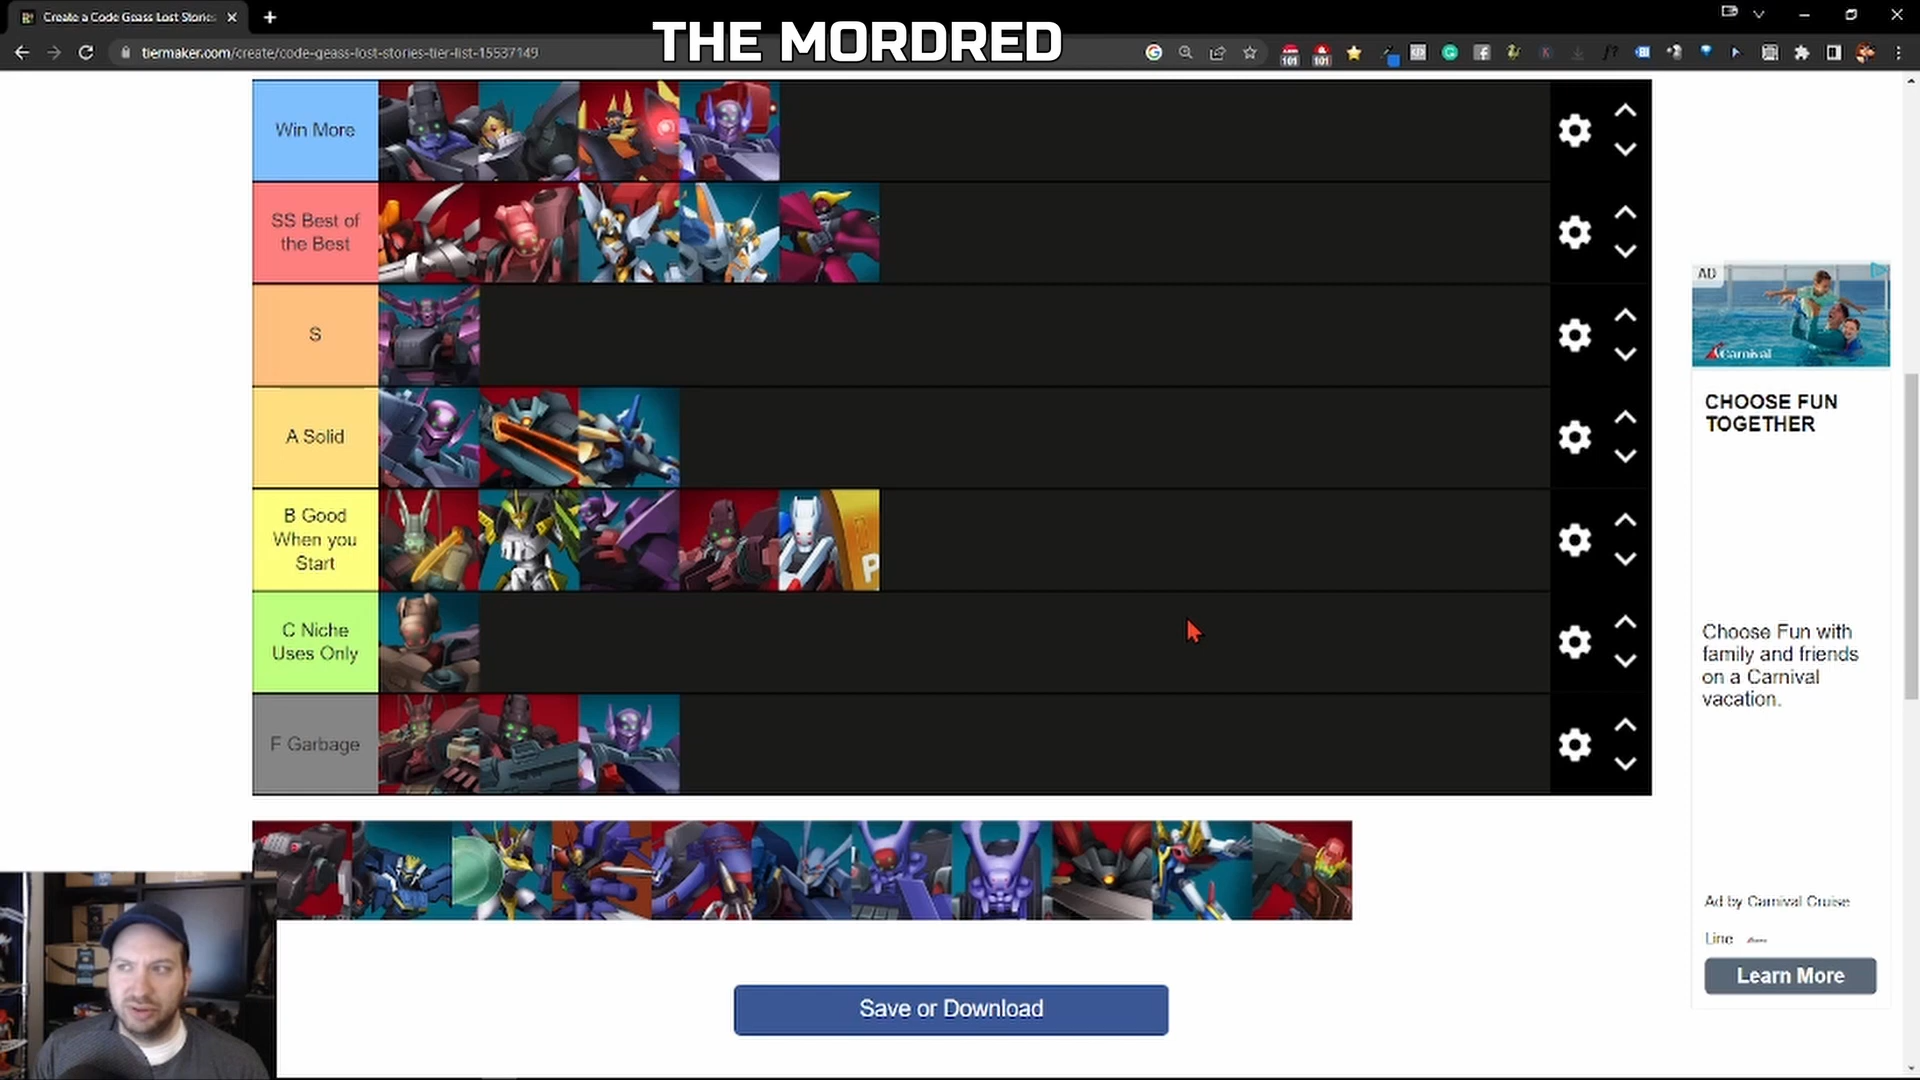 Create a Code Geass Lost Stories
THE MORDRED
tiermaker.com/create/code-geass-lost-stories-tier-list-15537149
101
101
Win More
SS Best of
the Best
S
A Solid
B Good
When you
Start
P
C Niche
Uses Only
F Garbage
AD
Carnival
CHOOSE FUN
TOGETHER
Choose Fun with
family and friends
on a Carnival
vacation.
Ad by Carnival Cruise
Line
Learn More
Save or Download